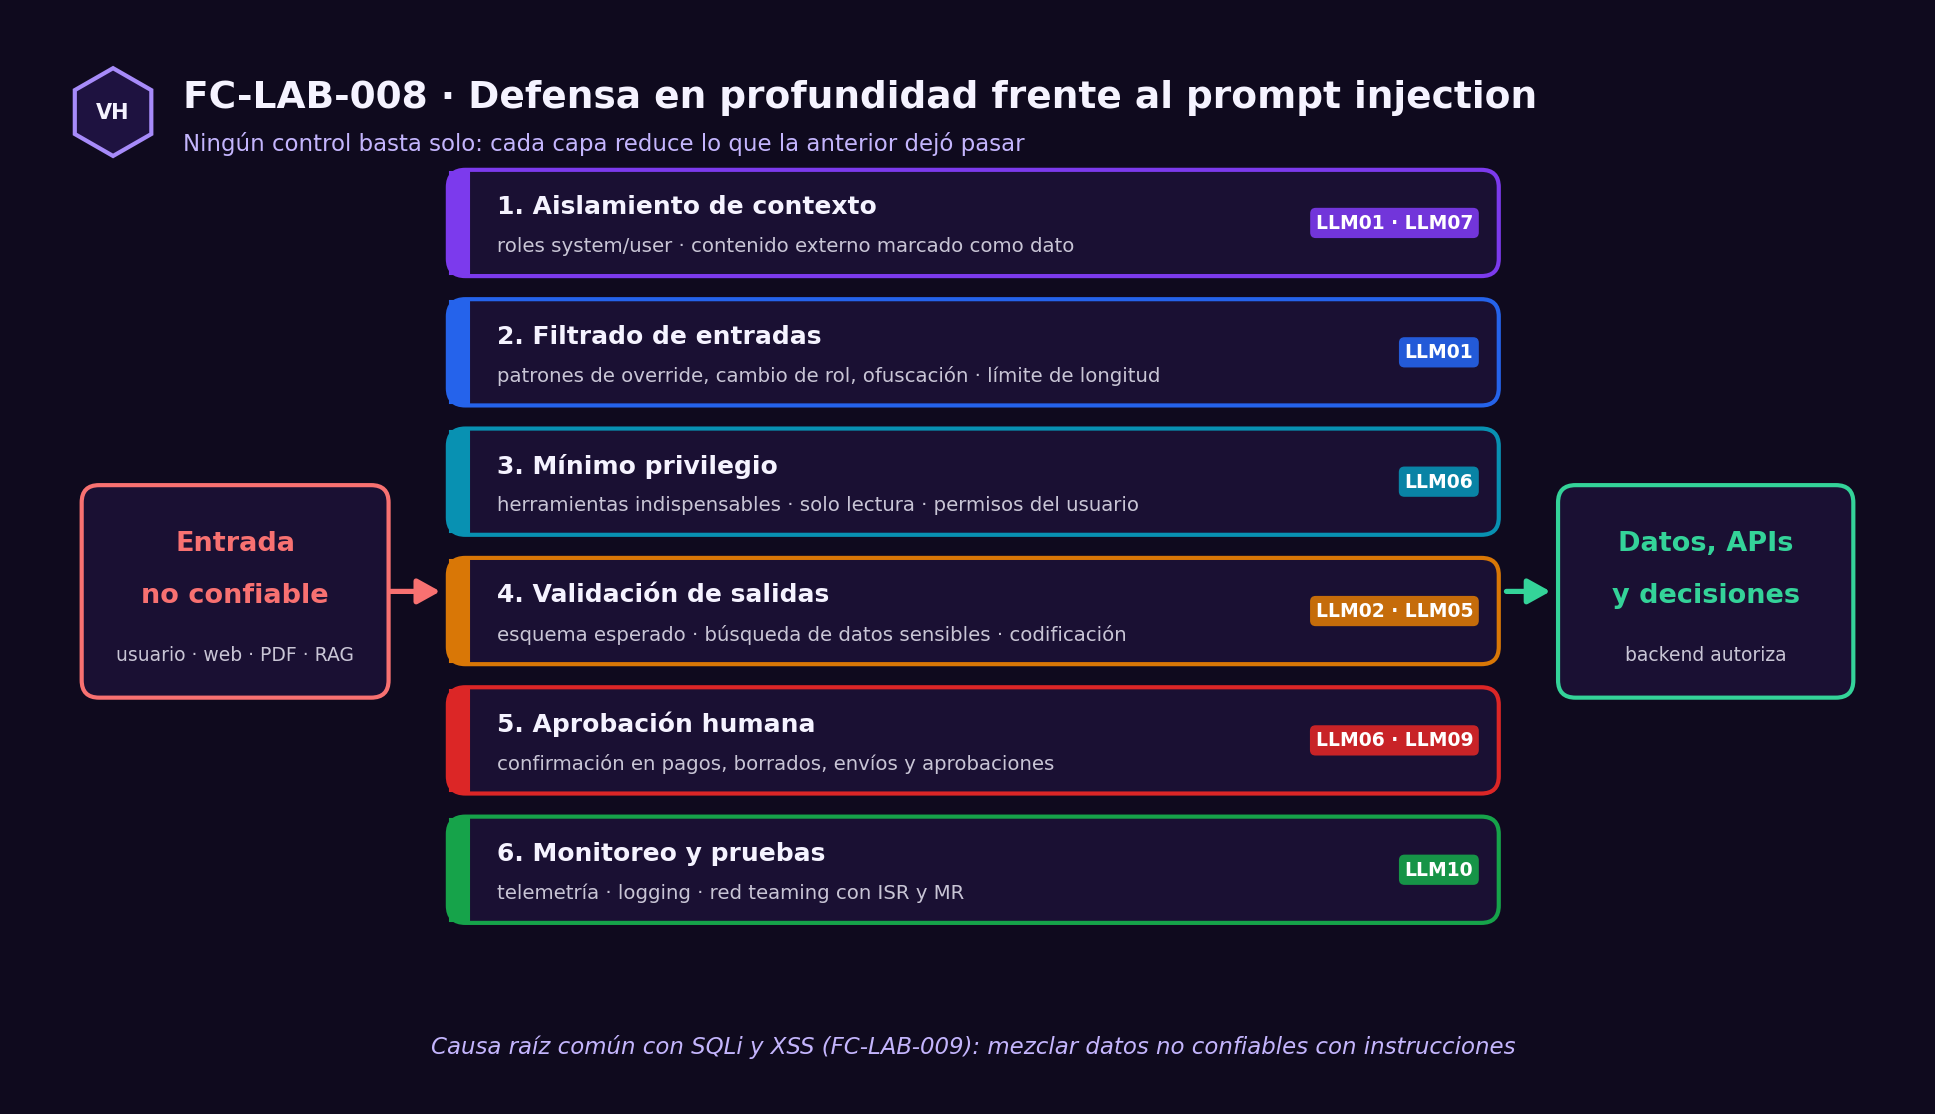 VH
FC-LAB-008 · Defensa en profundidad frente al prompt injection
Ningún control basta solo: cada capa reduce lo que la anterior dejó pasar
1. Aislamiento de contexto
roles system/user · contenido externo marcado como dato
LLM01 · LLM07
2. Filtrado de entradas
patrones de override, cambio de rol, ofuscación · límite de longitud
LLM01
3. Mínimo privilegio
herramientas indispensables · solo lectura · permisos del usuario
LLM06
Entrada
no confiable
usuario · web · PDF · RAG
4. Validación de salidas
esquema esperado · búsqueda de datos sensibles · codificación
LLM02 · LLM05
Datos, APIs
y decisiones
backend autoriza
5. Aprobación humana
confirmación en pagos, borrados, envíos y aprobaciones
LLM06 · LLM09
6. Monitoreo y pruebas
telemetría · logging · red teaming con ISR y MR
LLM10
Causa raíz común con SQLi y XSS (FC-LAB-009): mezclar datos no confiables con instrucciones